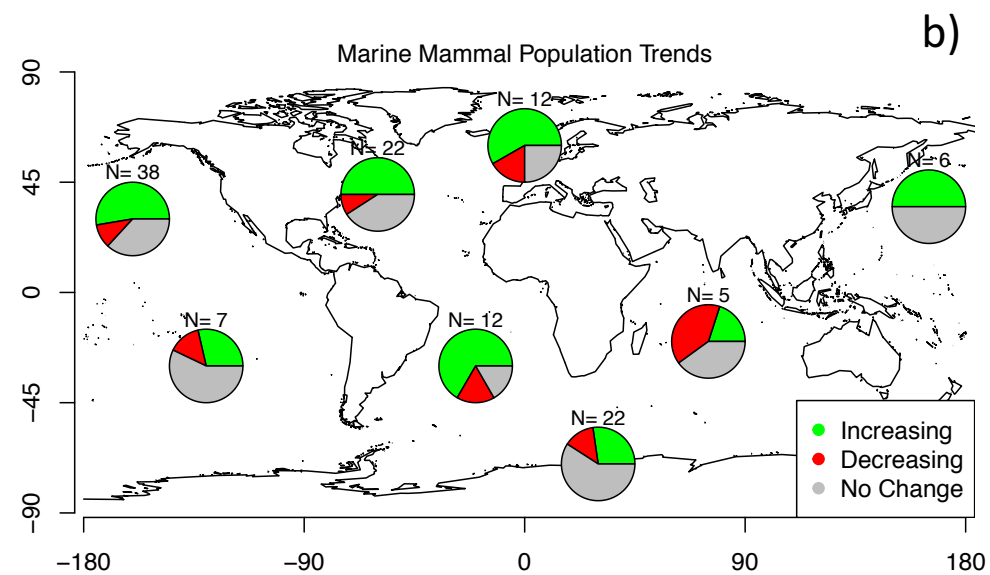 b)
Marine Mammal Population Trends
90
45
0
−45
−90
N= 12
N= 22
N= 38
N= 6
N= 5
N= 7
N= 12
N= 22
Increasing
Decreasing
No Change
−180 −90 0 90 180